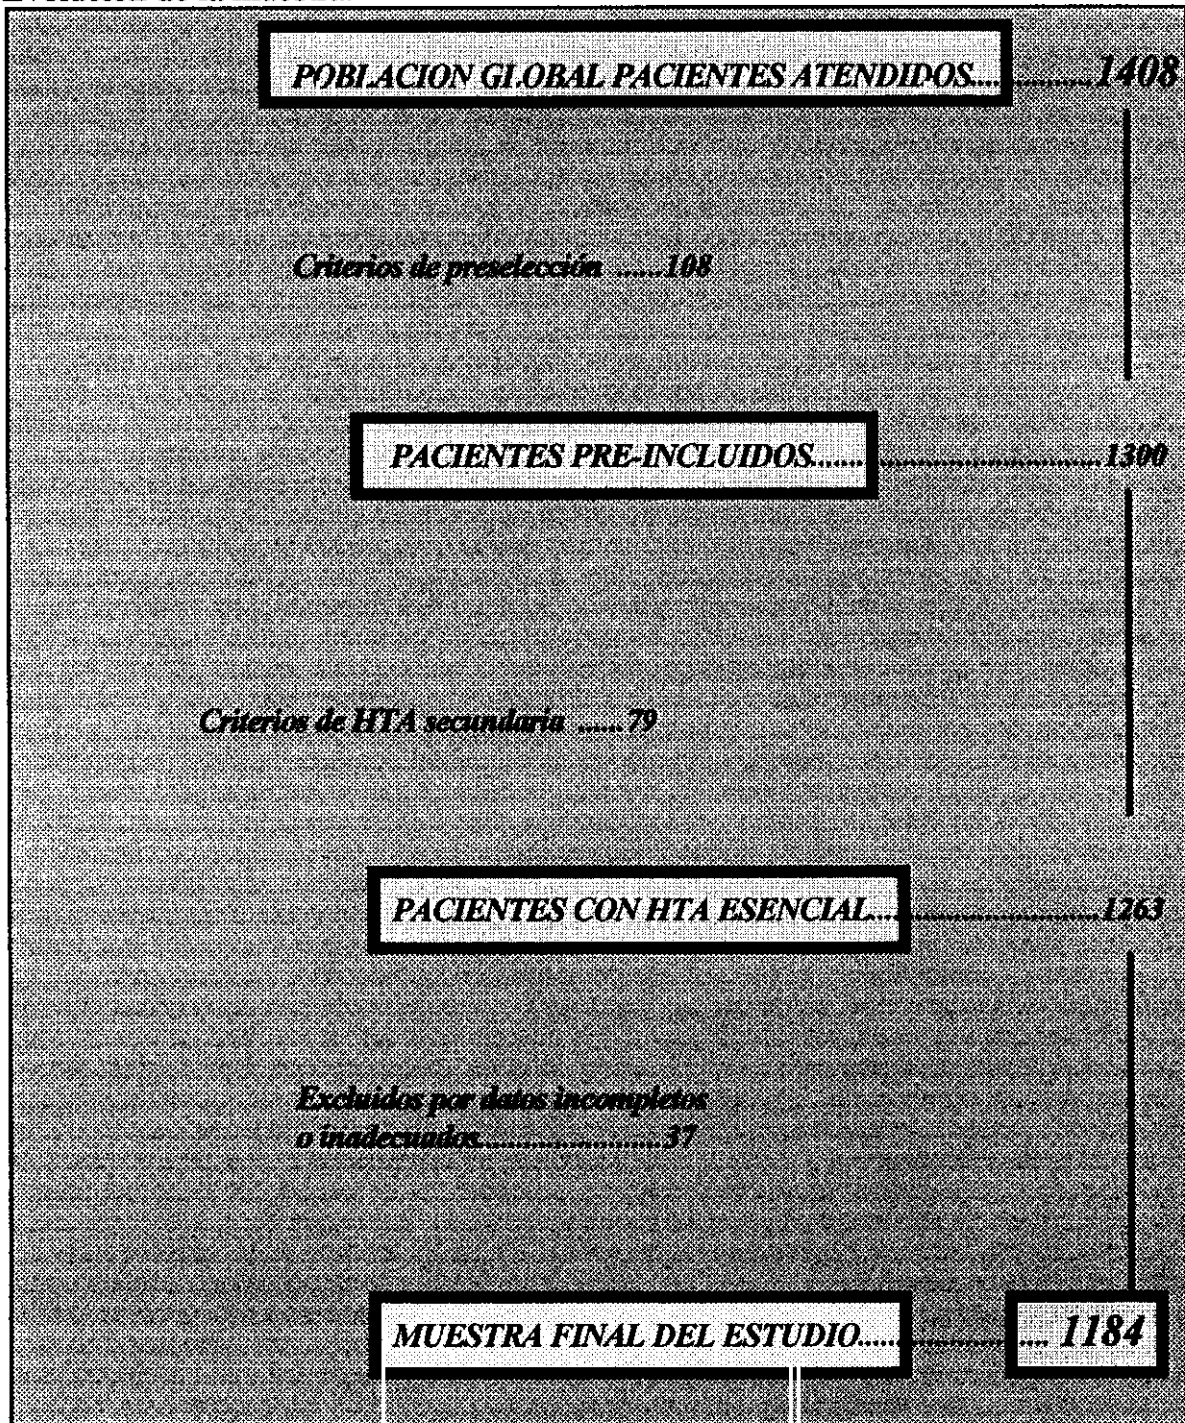 POBLACION GLOBAL PACIENTES ATENDIDOS...............1408
Criterios de preselección ......108
PACIENTES PRE-INCLUIDOS..................................1300
Criterios de HTA secundaria ......79
PACIENTES CON HTA ESENCIAL...........................1263
Excluidos por datos incompletos
o inadecuados........................37
MUESTRA FINAL DEL ESTUDIO...................... 1184